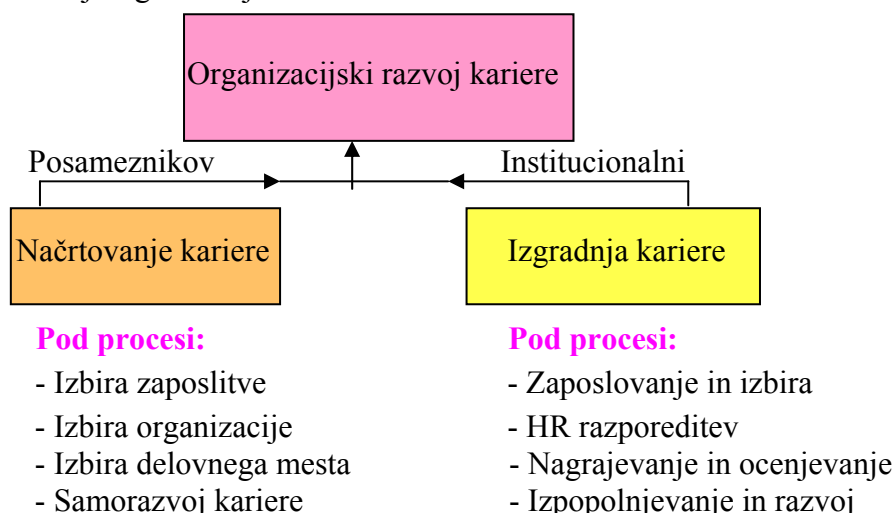 Organizacijski razvoj kariere
Posameznikov
Institucionalni
Načrtovanje kariere
Izgradnja kariere
Pod procesi:
- Izbira zaposlitve
- Izbira organizacije
- Izbira delovnega mesta
- Samorazvoj kariere
Pod procesi:
- Zaposlovanje in izbira
- HR razporeditev
- Nagrajevanje in ocenjevanje
- Izpopolnjevanje in razvoj